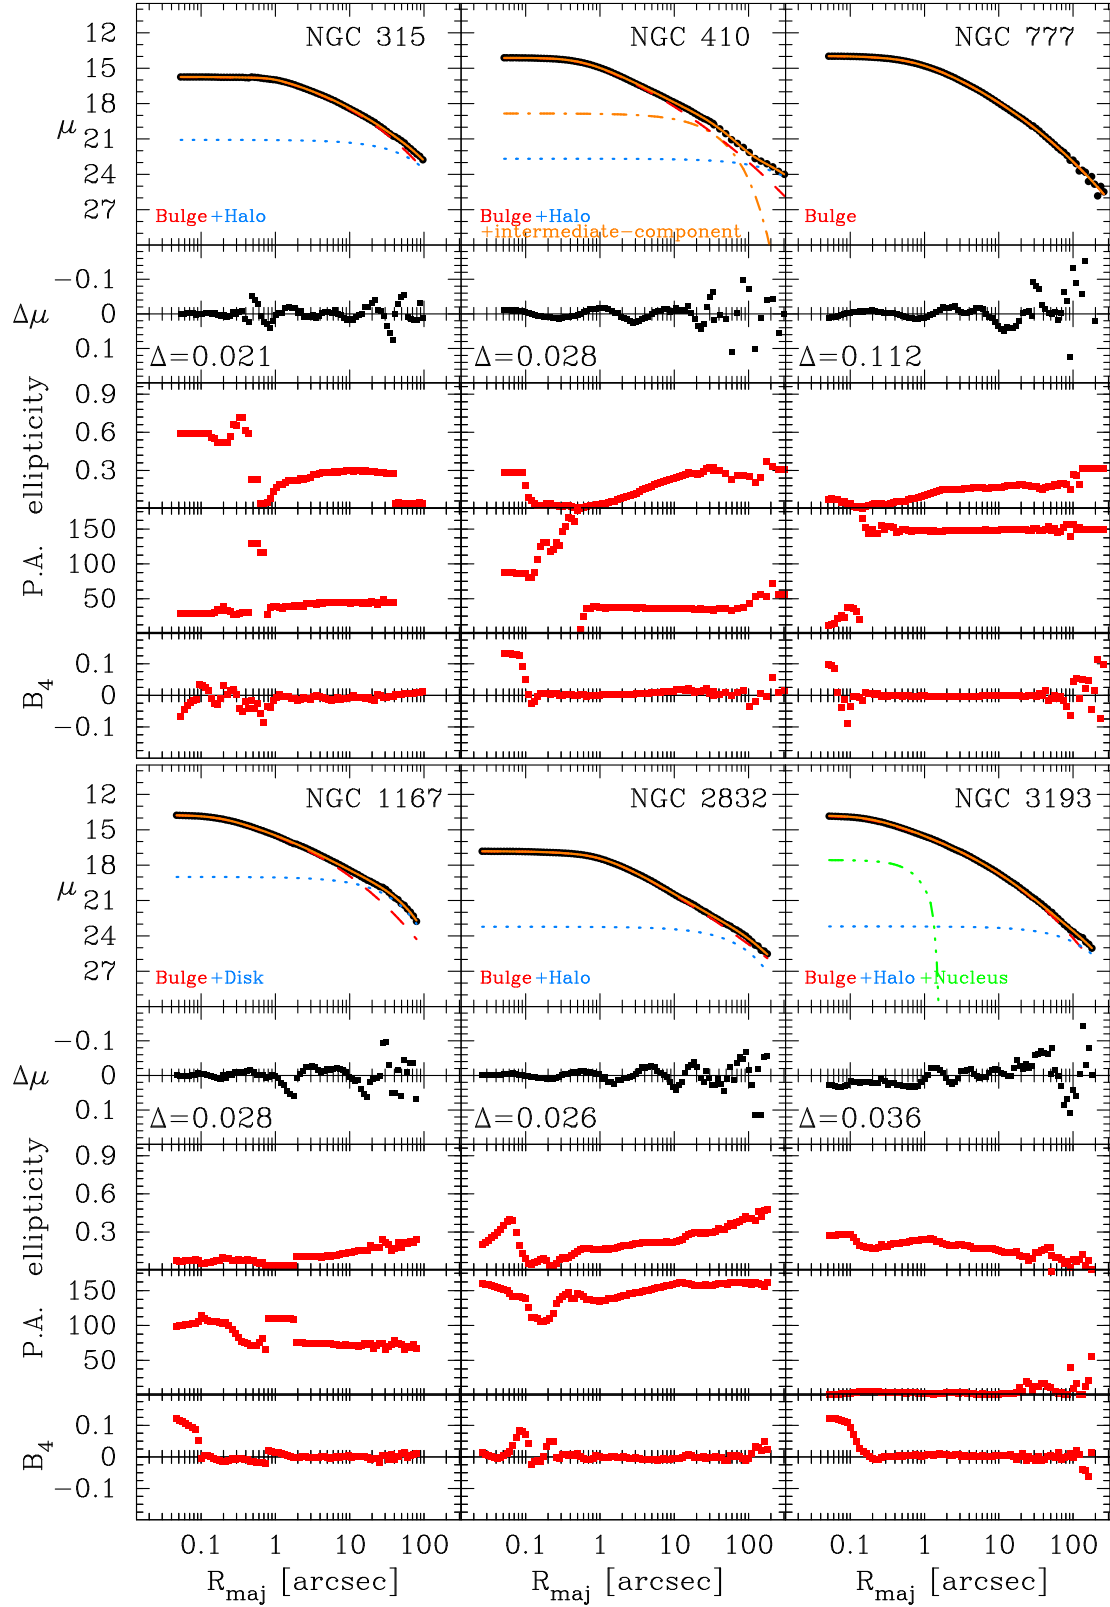 NGC 315 NGC 410 NGC 777
12
15
18
μ
21
24
27
Bulge+Halo Bulge+Halo Bulge
+intermediate−component
−0.1
Δμ 0
0.1
Δ=0.021 Δ=0.028 Δ=0.112
ellipticity
0.9
0.6
0.3
P.A.
150
100
50
B4
0.1
0
−0.1
NGC 1167 NGC 2832 NGC 3193
12
15
18
μ
21
24
27
Bulge+Disk Bulge+Halo Bulge+Halo+Nucleus
−0.1
Δμ 0
0.1
Δ=0.028 Δ=0.026 Δ=0.036
ellipticity
0.9
0.6
0.3
P.A.
150
100
50
B4
0.1
0
−0.1
0.1 1 10 100 0.1 1 10 100 0.1 1 10 100
Rmaj [arcsec] Rmaj [arcsec] Rmaj [arcsec]